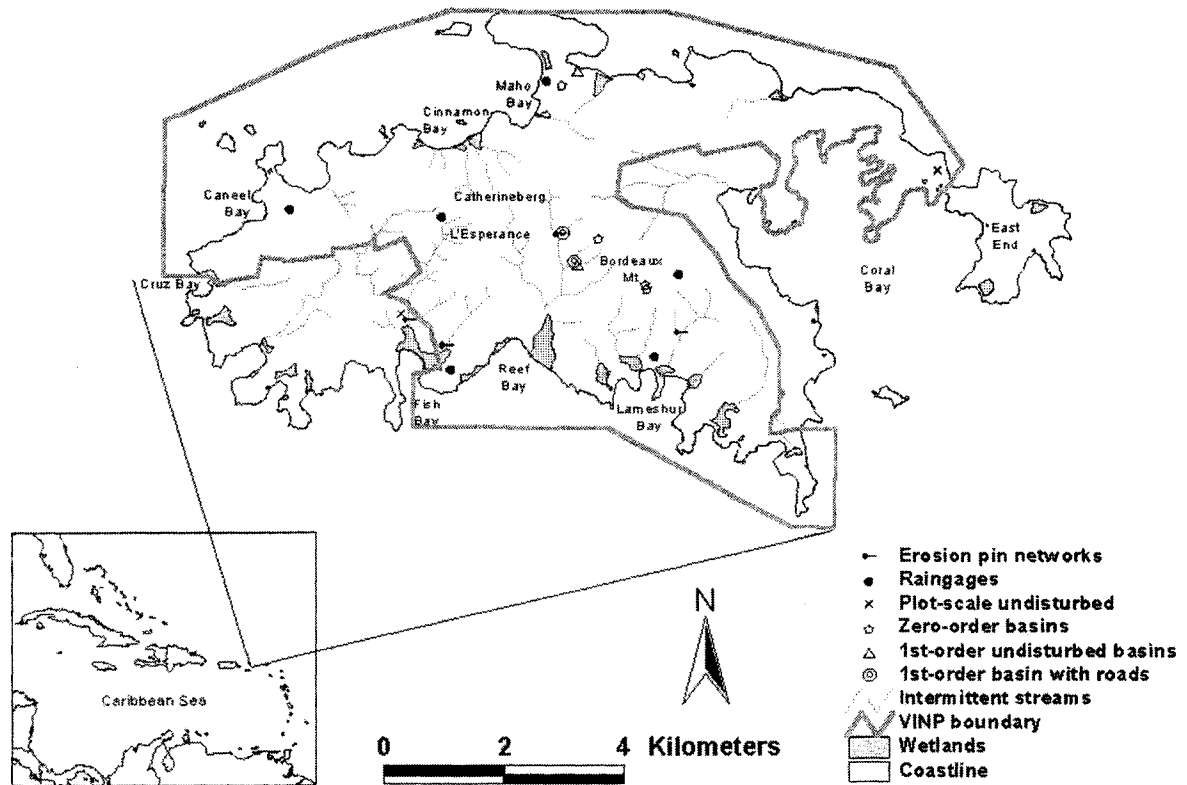 Maho
Bay
Cinnamon
Bay
Caneel
Bay
Catherineberg
L'Esperance
Bordeaux
Mt.
East
End
Coral
Bay
Cruz Bay
Reef
Bay
Fish
Bay
Lameshur
Bay
Caribbean Sea
N
0 2 4 Kilometers
Erosion pin networks
Raingages
Plot-scale undisturbed
Zero-order basins
1st-order undisturbed basins
1st-order basin with roads
Intermittent streams
VINP boundary
Wetlands
Coastline